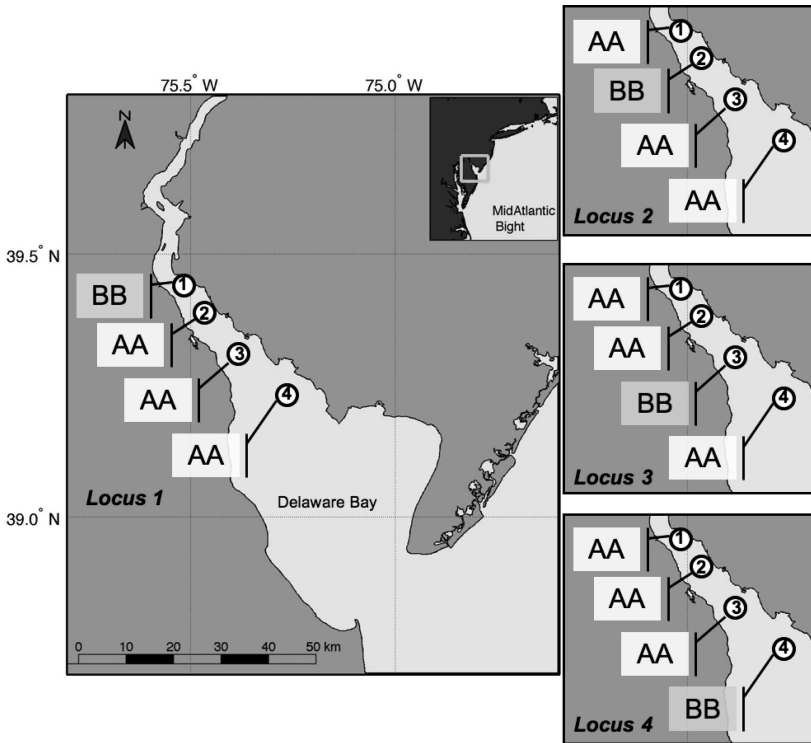 75.5° W
75.0° W
N
MidAtlantic
Bight
39.5° N
1
BB
2
AA
3
AA
4
AA
Locus 1
Delaware Bay
39.0° N
0 10 20 30 40 50 km
1
AA
2
BB
3
AA
4
AA
Locus 2
1
AA
2
AA
3
BB
4
AA
Locus 3
1
AA
2
AA
3
AA
4
BB
Locus 4